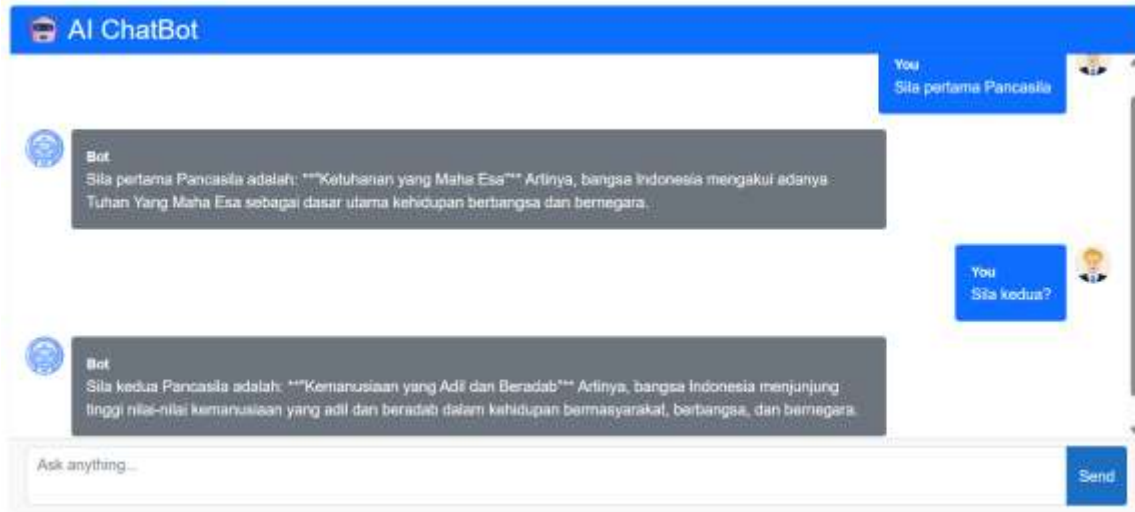 AI ChatBot
You
Sila pertama Pancasila
Bot
Sila pertama Pancasila adalah: **"Ketuhanan yang Maha Esa"** Artinya, bangsa Indonesia mengakui adanya
Tuhan Yang Maha Esa sebagai dasar utama kehidupan berbangsa dan bernegara.
You
Sila kedua?
Bot
Sila kedua Pancasila adalah: **"Kemanusiaan yang Adil dan Beradab"** Artinya, bangsa Indonesia menjunjung
tinggi nilai-nilai kemanusiaan yang adil dan beradab dalam kehidupan bermasyarakat, berbangsa, dan bernegara.
Ask anything...
Send